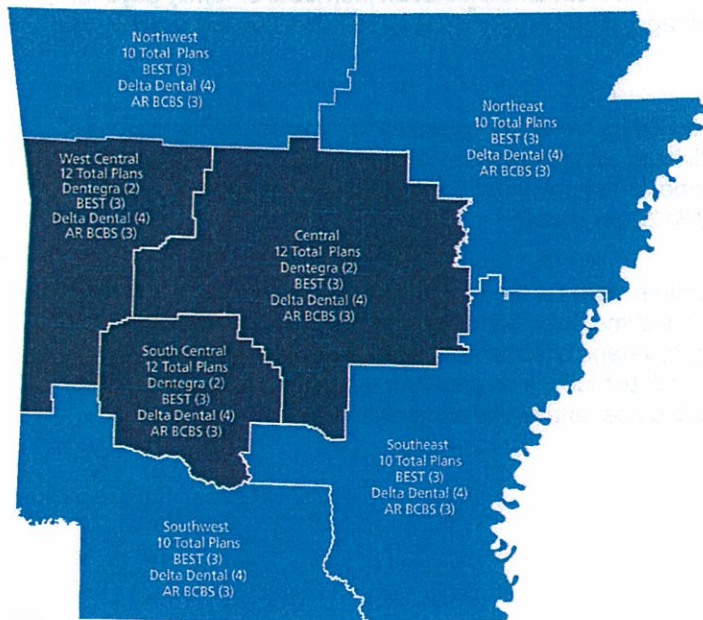 Northwest
10 Total Plans
BEST (3)
Delta Dental (4)
AR BCBS (3)
Northeast
10 Total Plans
BEST (3)
Delta Dental (4)
AR BCBS (3)
West Central
12 Total Plans
Dentegra (2)
BEST (3)
Delta Dental (4)
AR BCBS (3)
Central
12 Total Plans
Dentegra (2)
BEST (3)
Delta Dental (4)
AR BCBS (3)
South Central
12 Total Plans
Dentegra (2)
BEST (3)
Delta Dental (4)
AR BCBS (3)
Southeast
10 Total Plans
BEST (3)
Delta Dental (4)
AR BCBS (3)
Southwest
10 Total Plans
BEST (3)
Delta Dental (4)
AR BCBS (3)